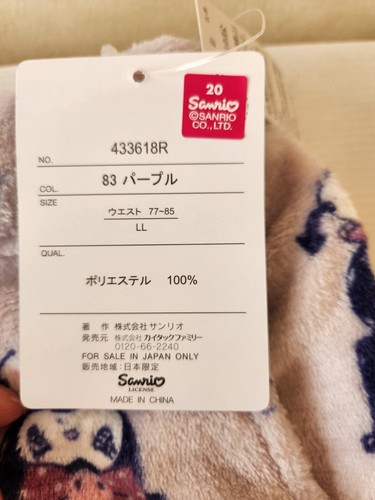 20
Sanrio
©SANRIO
CO.,LTD.
NO. 433618R
COL. 83 パープル
SIZE ウエスト 77~85
LL
QUAL.
ポリエステル 100%
著 作 株式会社サンリオ
発売元 株式会社カイタックファミリー
0120-66-2240
FOR SALE IN JAPAN ONLY
販売地域:日本限定
Sanrio
LICENSE
MADE IN CHINA